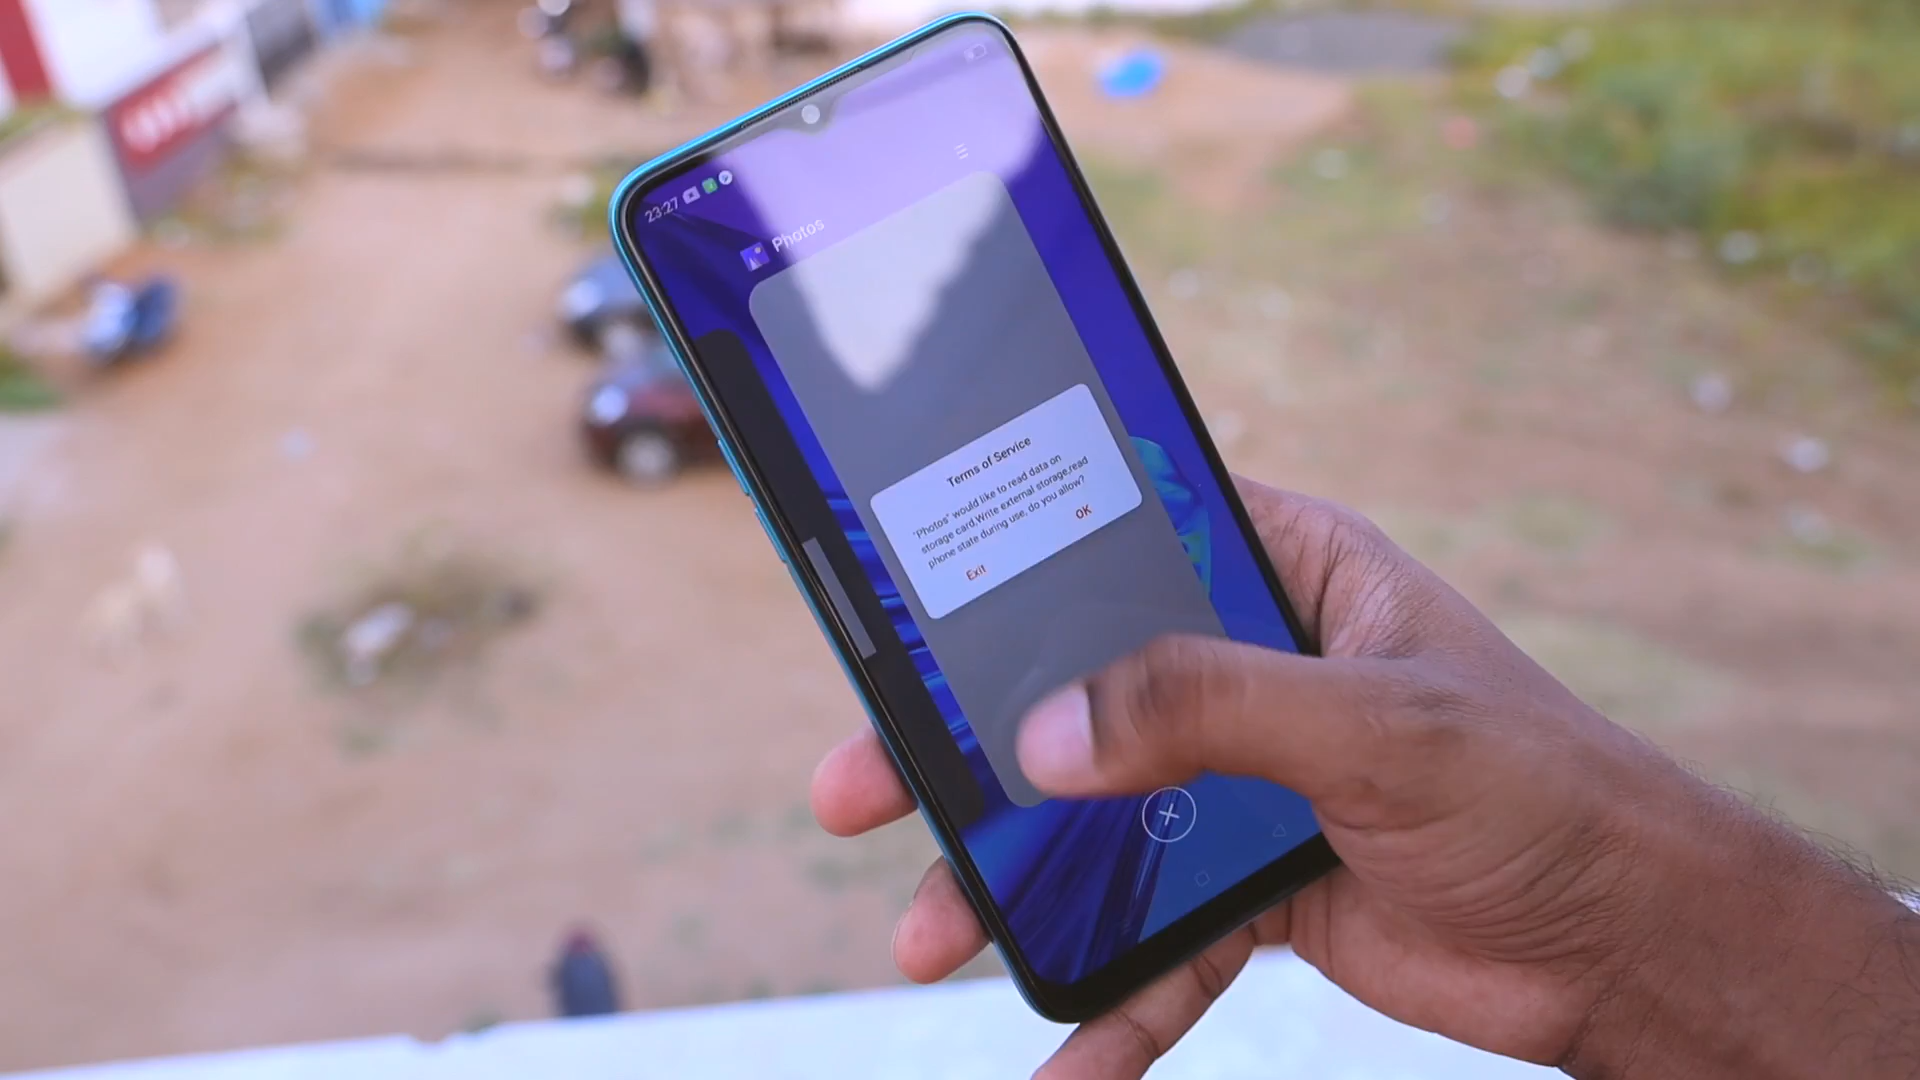 23:27
Photos
Terms of Service
"Photos" would like to read data on
storage card,Write external storage,read
phone state during use, do you allow?
Exit
OK